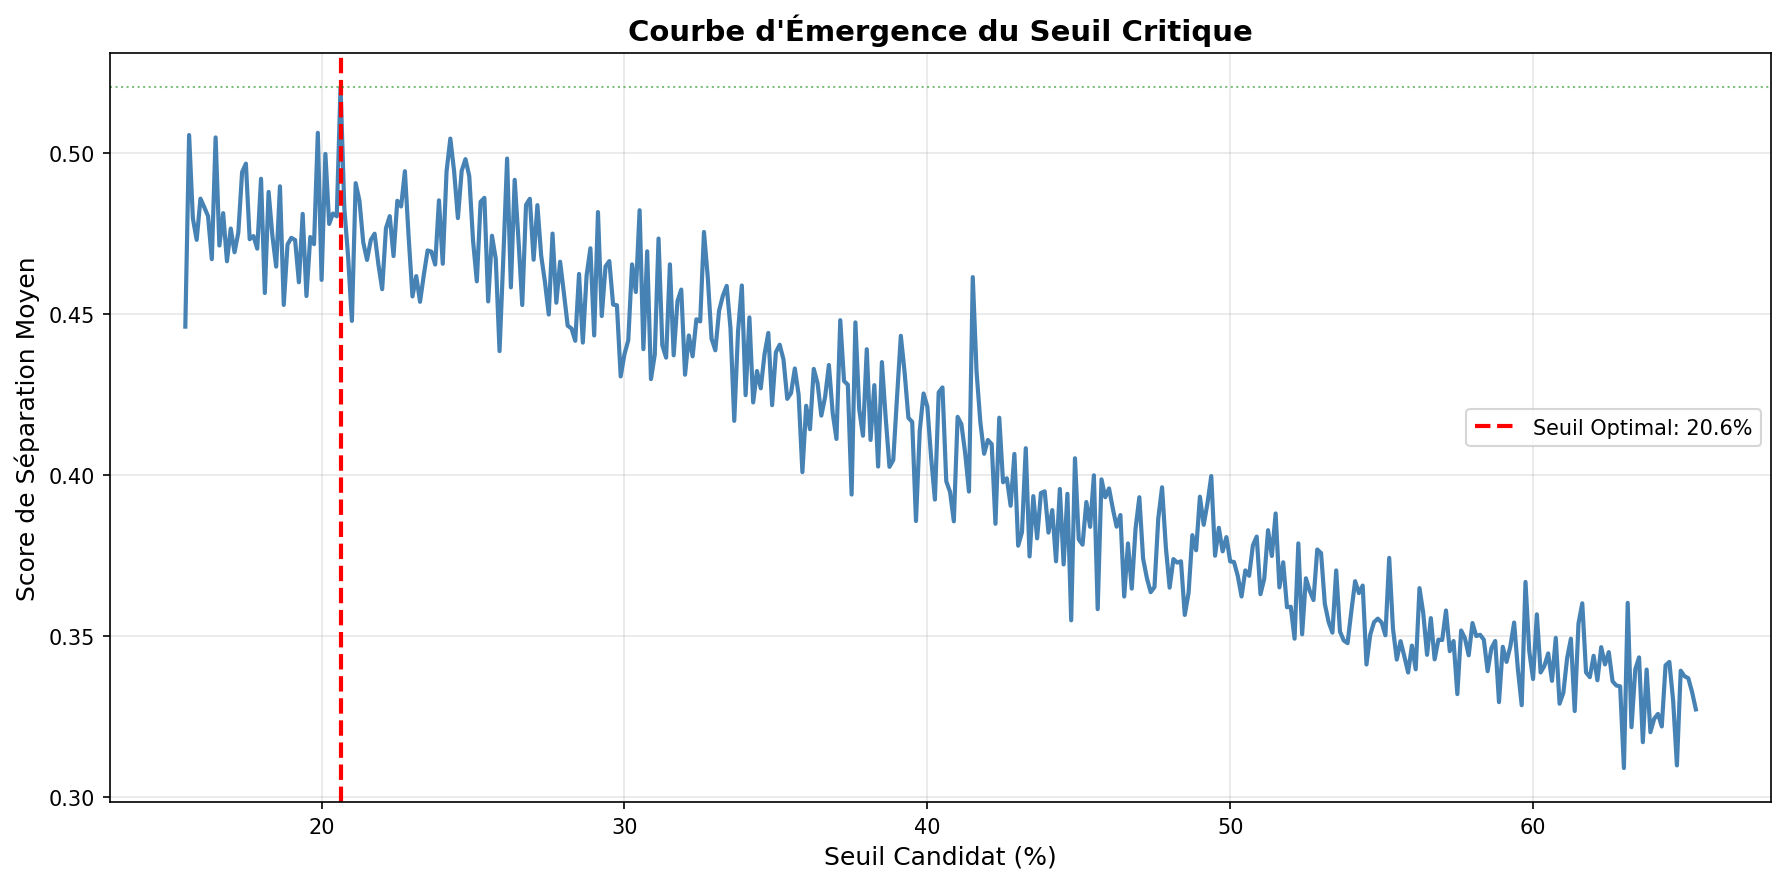 Courbe d'Émergence du Seuil Critique
Score de Séparation Moyen
0.50
0.45
0.40
0.35
0.30
Seuil Optimal: 20.6%
20
30
40
50
60
Seuil Candidat (%)